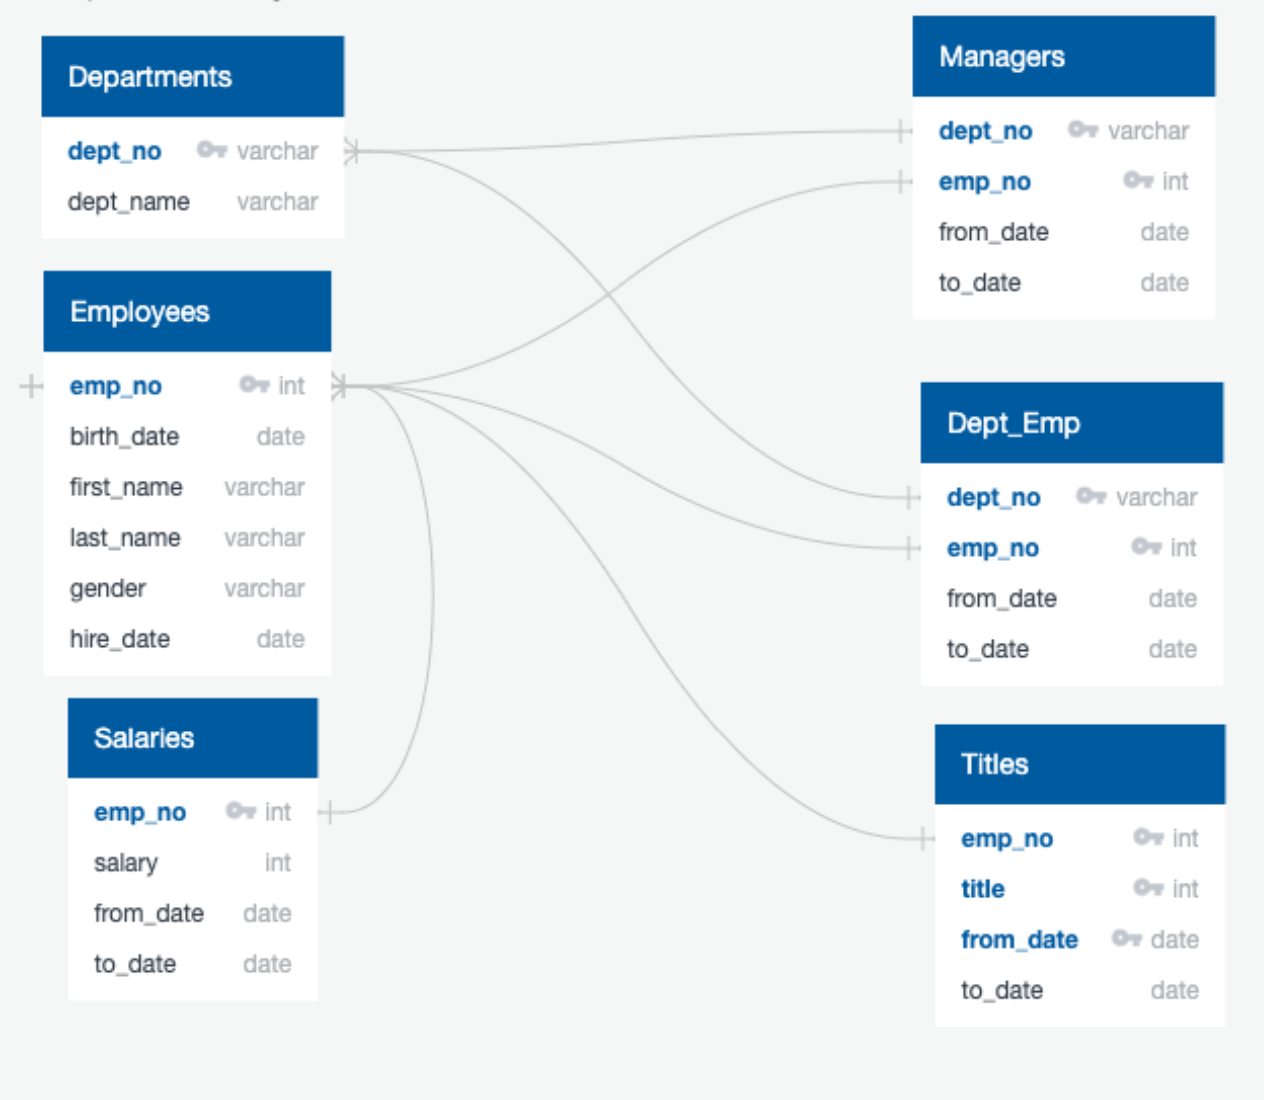 Departments
dept_no varchar
dept_name varchar
Employees
emp_no int
birth_date date
first_name varchar
last_name varchar
gender varchar
hire_date date
Salaries
emp_no int
salary int
from_date date
to_date date
Managers
dept_no varchar
emp_no int
from_date date
to_date date
Dept_Emp
dept_no varchar
emp_no int
from_date date
to_date date
Titles
emp_no int
title int
from_date date
to_date date